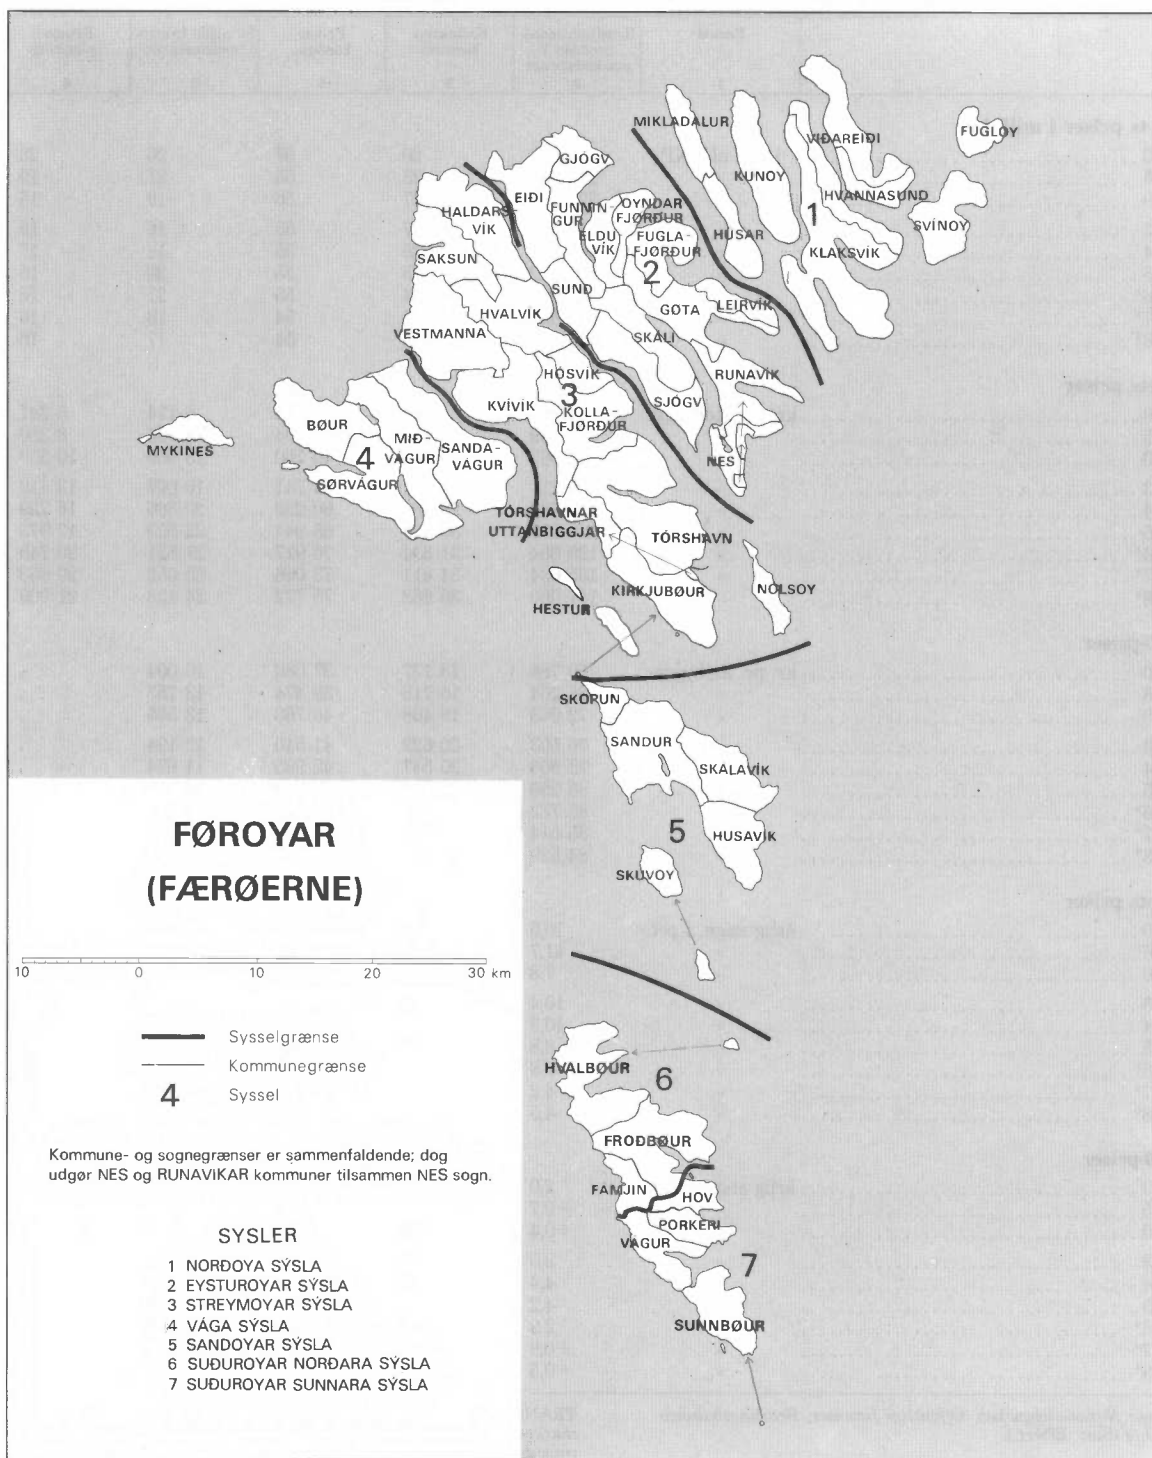 MIKLADALUR
VIÐAREIÐI
FUGLOY
GJÓGV
KUNOY
EIÐI
FUNNIN-
GUR
OYNDAR
FJØRÐUR
HVANNASUND
HALDARS-
VÍK
ELDU
VÍK
FUGLA-
FJØRÐUR
HUSAR
1
SVÍNOY
KLAKSVÍK
SAKSUN
2
SUND
LEIRVÍK
HVALVÍK
GØTA
VESTMANNA
SKÁLI
HÓSVÍK
RUNAVÍK
3
KVÍVÍK
SJÓGV
KOLLA-
FJØRÐUR
BØUR
MIÐ-
VÁGUR
SANDA-
VÁGUR
MYKINES
4
NES
SØRVÁGUR
TÓRSHAVNAR
UTTANBIGGJAR
TÓRSHAVN
KIRKJUBØUR
NOLSOY
HESTUR
SKOPUN
SANDUR
SKALAVÍK
5
HUSAVÍK
SKUVOY
HVALBØUR
6
FROÐBØUR
FAMJIN
HOV
PORKERI
VAGUR
7
SUNNBØUR
FØROYAR
(FÆRØERNE)
10 0 10 20 30 km
Sysselgrænse
Kommunegrænse
4 Syssel
Kommune- og sognegrænser er sammenfaldende; dog
udgør NES og RUNAVIKAR kommuner tilsammen NES sogn.
SYSLER
1 NORÐOYA SÝSLA
2 EYSTUROYAR SÝSLA
3 STREYMOYAR SÝSLA
4 VÁGA SÝSLA
5 SANDOYAR SÝSLA
6 SUÐUROYAR NORÐARA SÝSLA
7 SUÐUROYAR SUNNARA SÝSLA